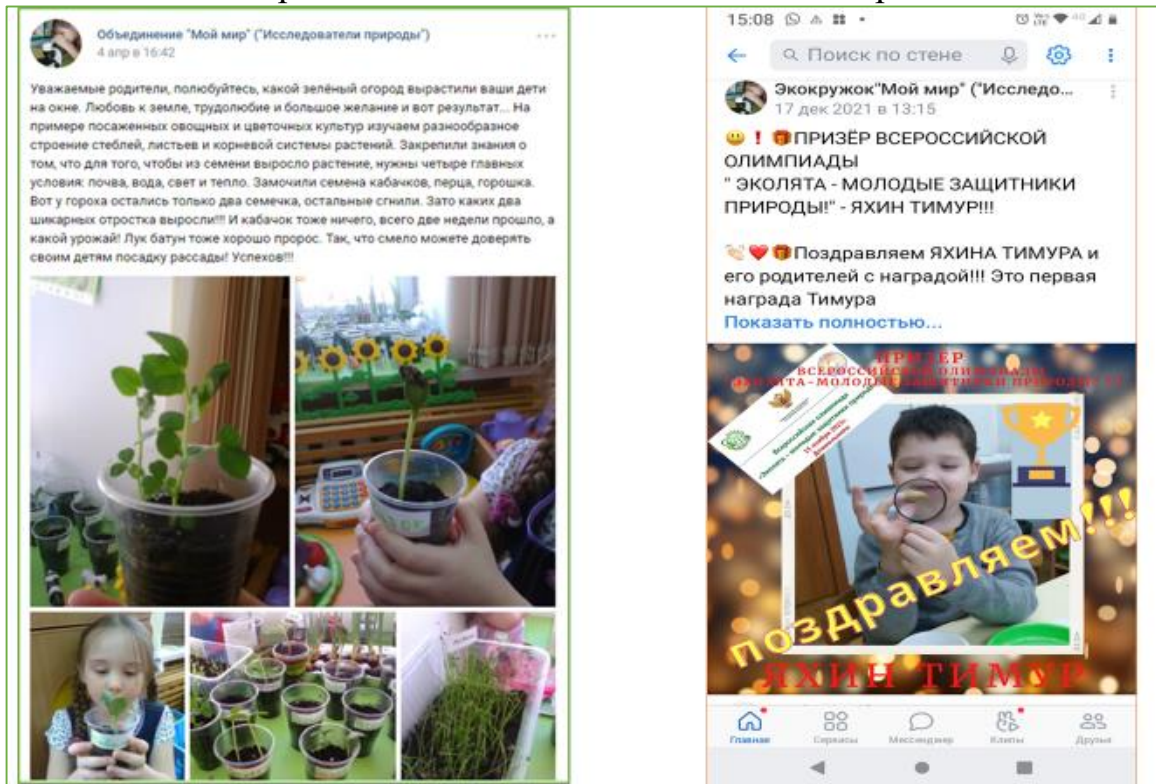 Объединение "Мой мир" ("Исследователи природы")
4 апр в 16:42
Уважаемые родители, полюбуйтесь, какой зелёный огород вырастили ваши дети
на окне. Любовь к земле, трудолюбие и большое желание и вот результат... На
примере посаженных овощных и цветочных культур изучаем разнообразное
строение стеблей, листьев и корневой системы растений. Закрепили знания о
том, что для того, чтобы из семени выросло растение, нужны четыре главных
условия: почва, вода, свет и тепло. Замочили семена кабачков, перца, горошка.
Вот у гороха остались только два семечка, остальные сгнили. Зато каких два
шикарных отростка выросли!!! И кабачок тоже ничего, всего две недели прошло, а
какой урожай! Лук батун тоже хорошо пророс. Так, что смело можете доверять
своим детям посадку рассады! Успехов!!!
15:08
Поиск по стене
Экокружок"Мой мир" ("Исследо...
17 дек 2021 в 13:15
😃❗🎁ПРИЗЁР ВСЕРОССИЙСКОЙ
ОЛИМПИАДЫ
" ЭКОЛЯТА - МОЛОДЫЕ ЗАЩИТНИКИ
ПРИРОДЫ!" - ЯХИН ТИМУР!!!
👏❤🎁Поздравляем ЯХИНА ТИМУРА и
его родителей с наградой!!! Это первая
награда Тимура
Показать полностью...
ПРИЗЕР
ВСЕРОССИЙСКОЙ ОЛИМПИАДЫ
Всероссийская олимпиада
поздравляем!!!
ЯХИН ТИМУР
Главная
Сервисы
Мессенджер
Клипы
Друзья